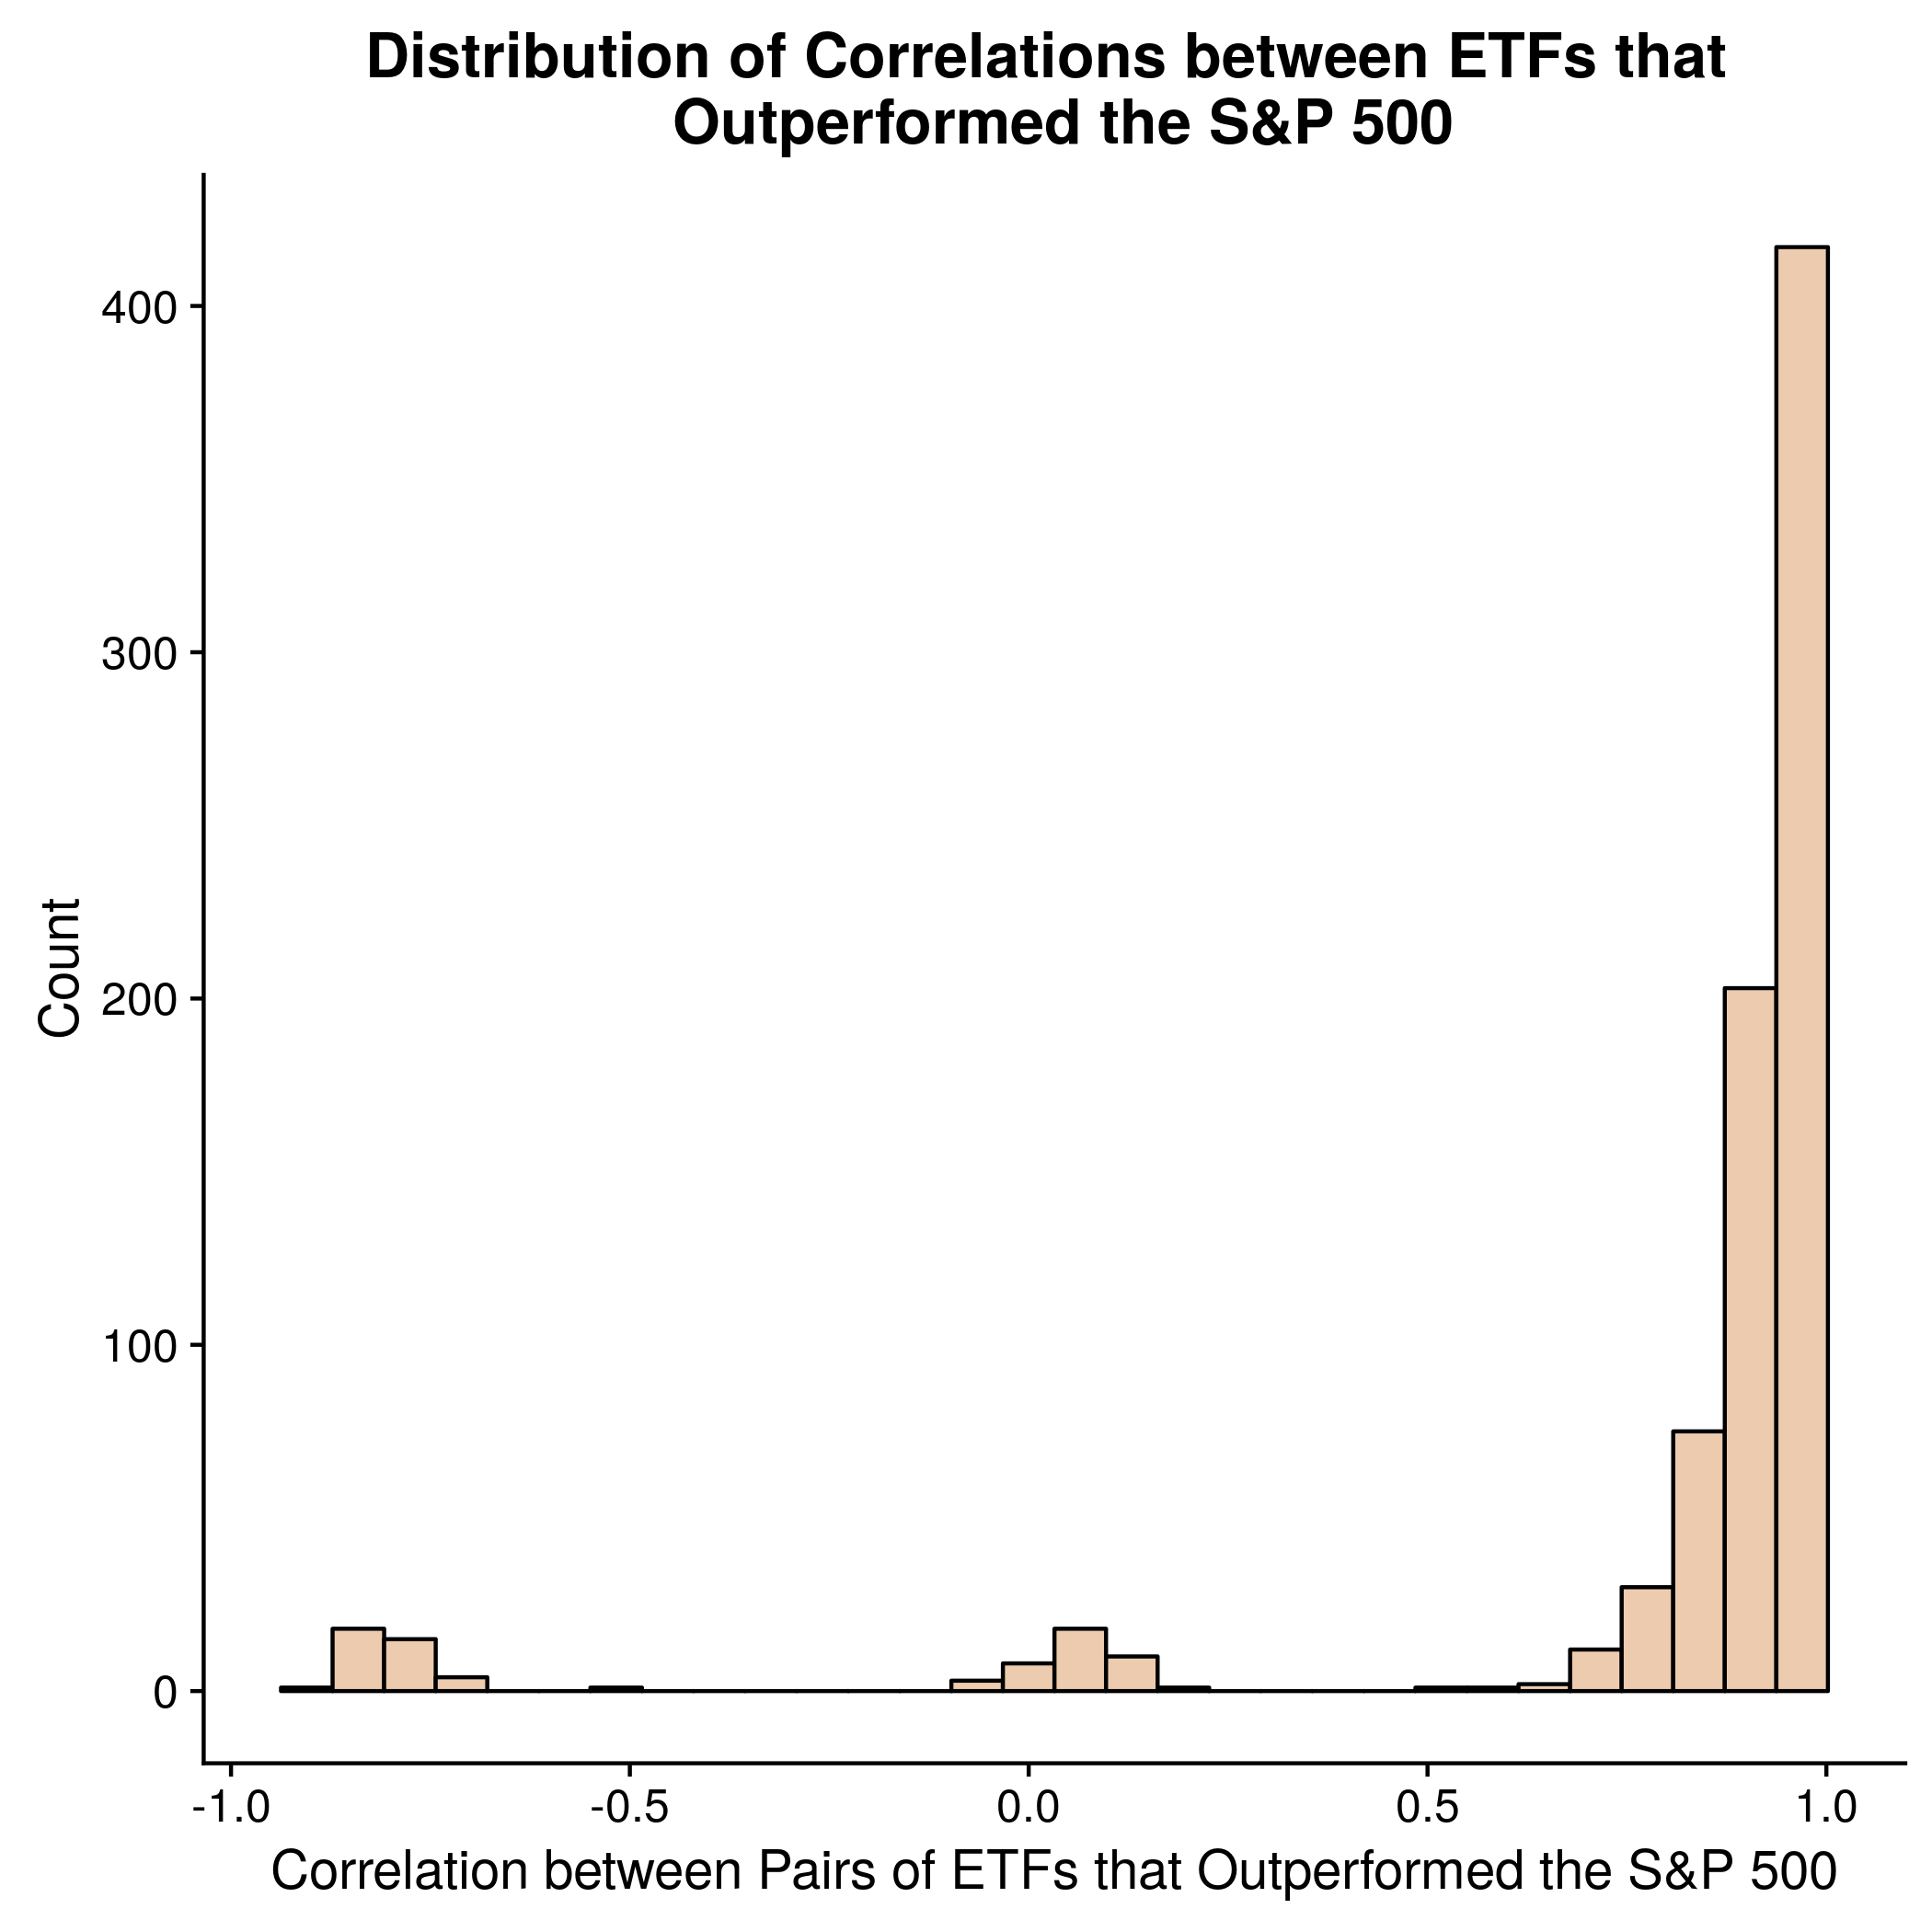 Distribution of Correlations between ETFs that
Outperformed the S&P 500
Count
400
300
200
100
0
-1.0 -0.5 0.0 0.5 1.0
Correlation between Pairs of ETFs that Outperformed the S&P 500